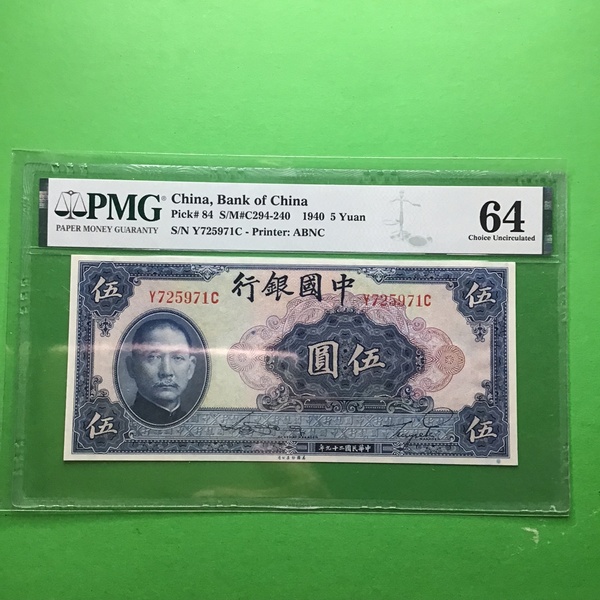 PMG
PAPER MONEY GUARANTY
China, Bank of China
Pick# 84 S/M#C294-240 1940 5 Yuan
S/N Y725971C - Printer: ABNC
64
Choice Uncirculated
行銀國中
伍
伍
Y725971C
Y725971C
圓伍
伍
伍
年九廿國民華中